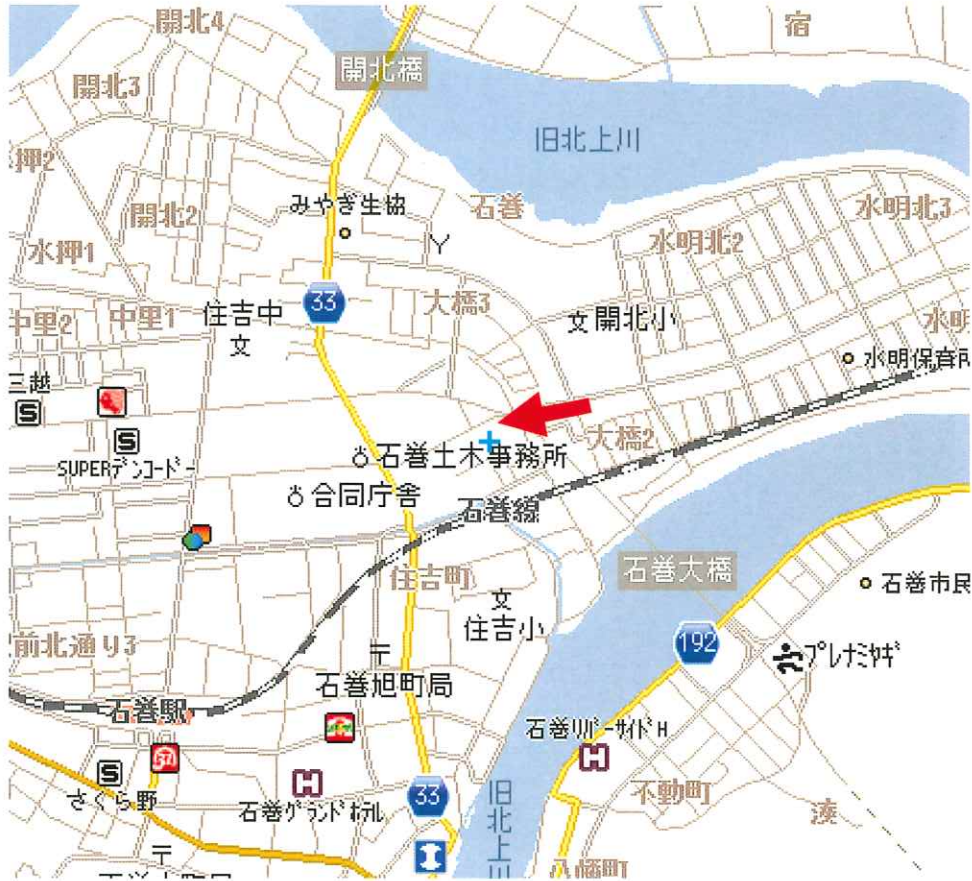 開北4
宿
開北橋
開北3
旧北上川
押2
みやぎ生協
石巻
水明北3
開北2
水明北2
水押1
33
大橋3
住吉中
文
文開北小
中里2
中里1
水明
水明保育所
三越
S
S
大橋2
SUPERデンコードー
石巻土木事務所
合同庁舎
石巻線
石巻大橋
住吉町
石巻市民
文
住吉小
前北通り3
192
プレナミヤギ
〒
石巻旭町局
石巻駅
石巻リバーサイドH
H
S
さくら野
H
石巻グランドホテル
33
旧北上川
不動町
湊
〒
八幡町